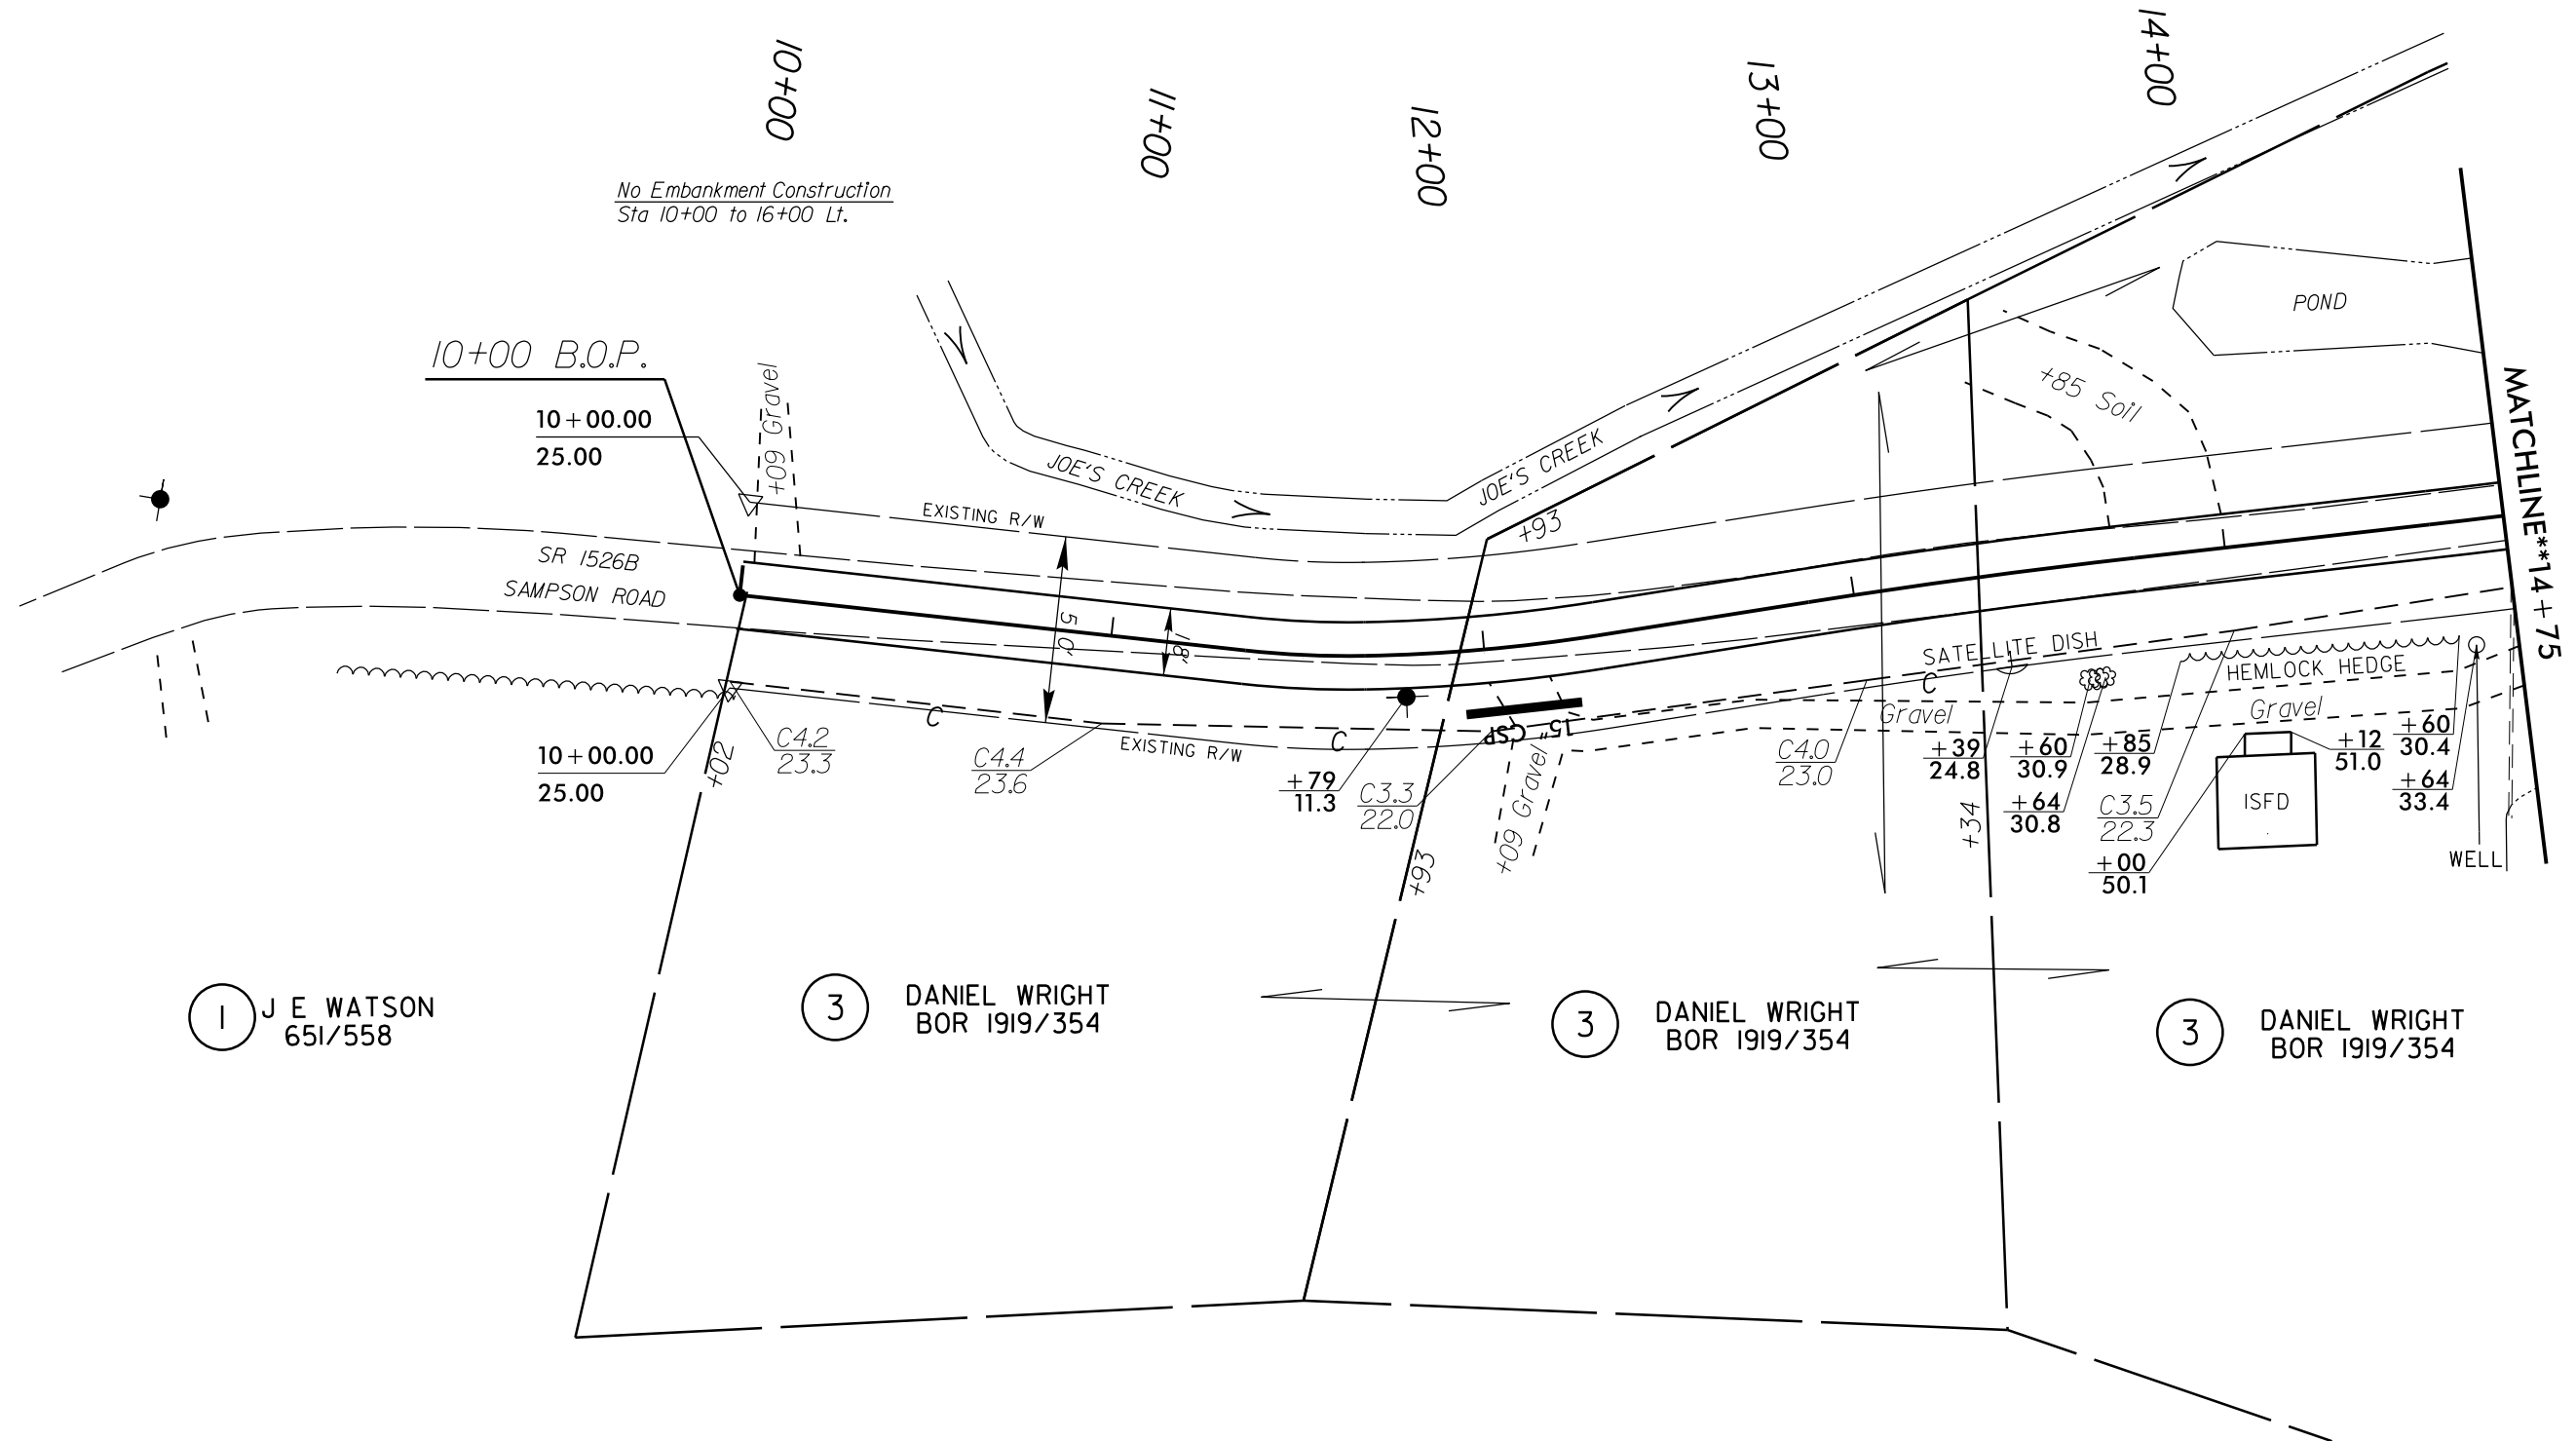 10+00
11+00
12+00
13+00
14+00
No Embankment Construction
Sta 10+00 to 16+00 Lt.
10+00 B.O.P.
10+00.00
25.00
+09 Gravel
EXISTING R/W
JOE'S CREEK
JOE'S CREEK
+93
+85 Soil
POND
MATCHLINE**14+75
SR 1526B
SAMPSON ROAD
50'
18'
10+00.00
25.00
+02
C4.2
23.3
C
C4.4
23.6
EXISTING R/W
C
+79
11.3
C3.3
22.0
15" CSP
+09 Gravel
+93
C4.0
23.0
SATELLITE DISH
C
Gravel
+39
24.8
+34
+60
30.9
+64
30.8
+85
28.9
C3.5
22.3
+00
50.1
HEMLOCK HEDGE
Gravel
ISFD
+12
51.0
+60
30.4
+64
33.4
WELL
1 J E WATSON
651/558
3 DANIEL WRIGHT
BOR 1919/354
3 DANIEL WRIGHT
BOR 1919/354
3 DANIEL WRIGHT
BOR 1919/354